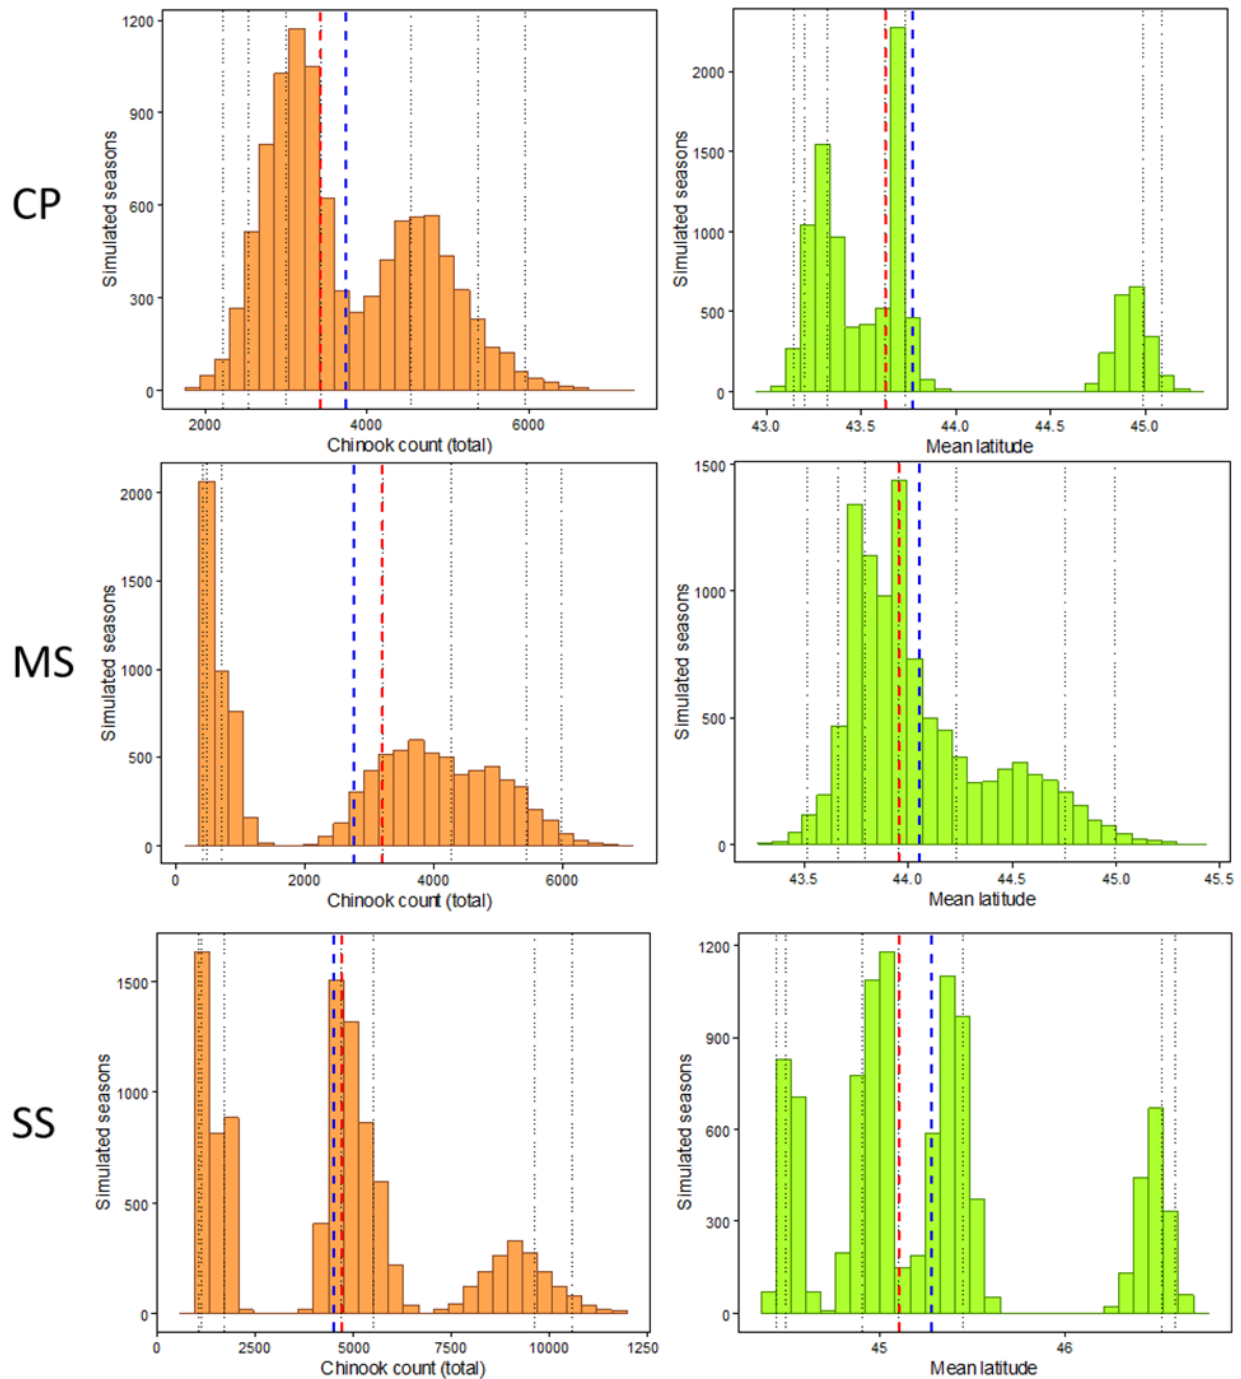 CP
Simulated seasons
1200
900
600
300
0
2000 4000 6000
Chinook count (total)
Simulated seasons
2000
1500
1000
500
0
43.0 43.5 44.0 44.5 45.0
Mean latitude
MS
Simulated seasons
2000
1500
1000
500
0
0 2000 4000 6000
Chinook count (total)
Simulated seasons
1500
1000
500
0
43.5 44.0 44.5 45.0 45.5
Mean latitude
SS
Simulated seasons
1500
1000
500
0
0 2500 5000 7500 10000 1250
Chinook count (total)
Simulated seasons
1200
900
600
300
0
45 46
Mean latitude